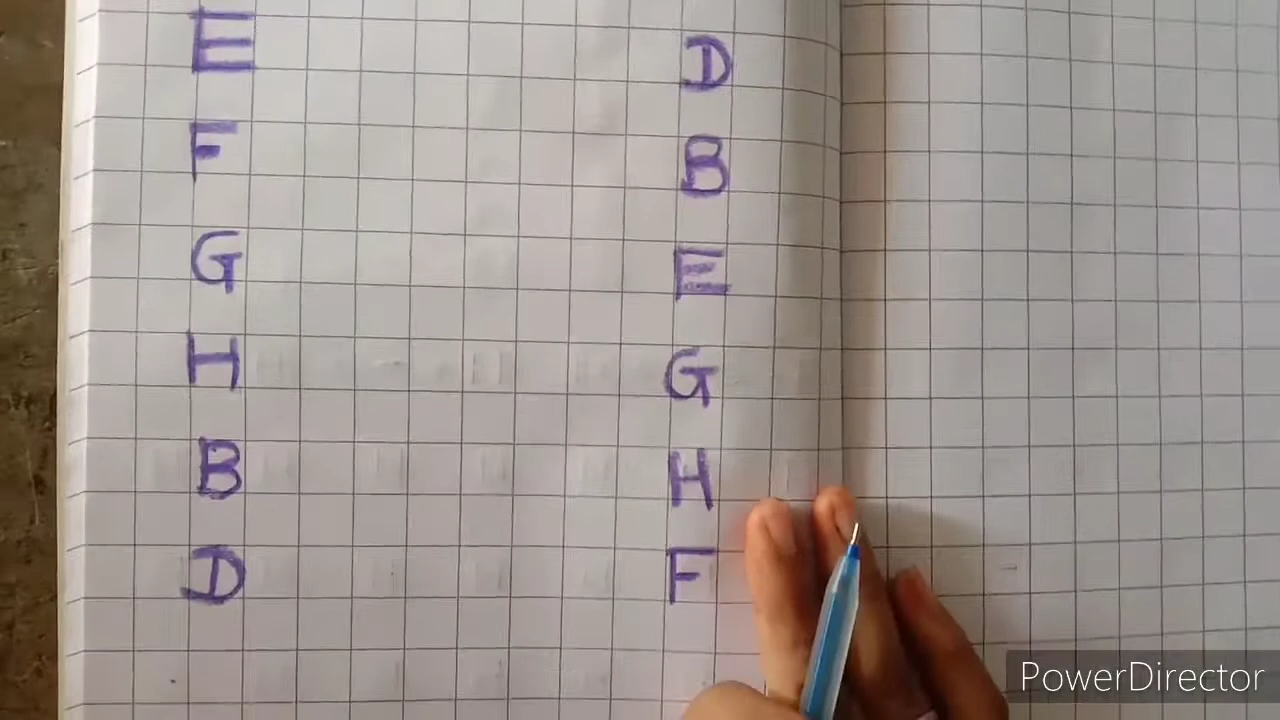 E D
F B
G E
H G
B H
D F
PowerDirector